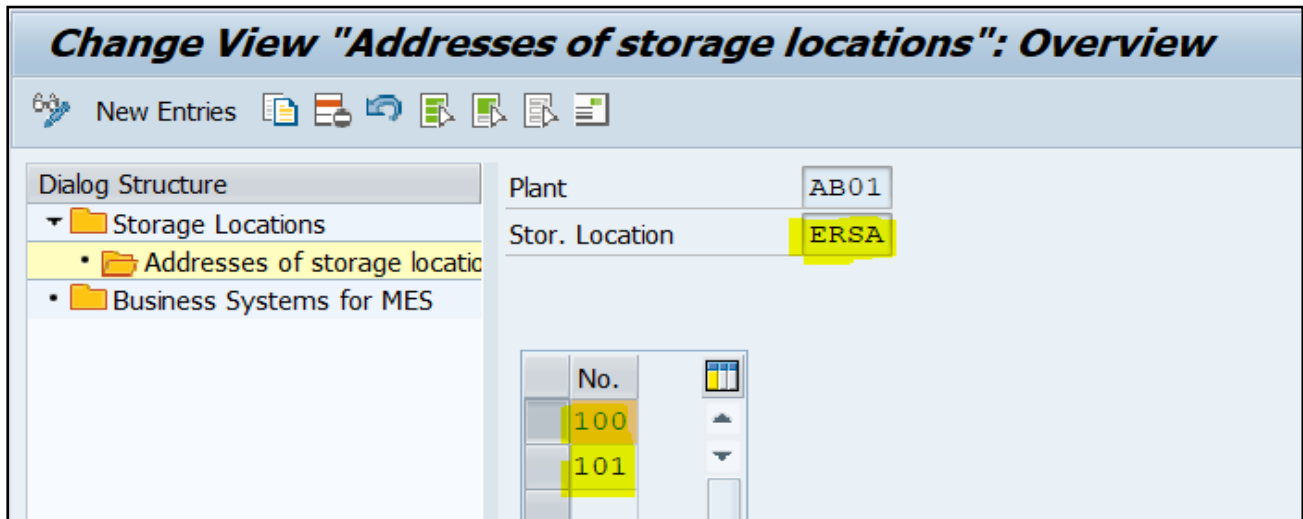 Change View "Addresses of storage locations": Overview
New Entries
Dialog Structure
Storage Locations
Addresses of storage locatio
Business Systems for MES
Plant AB01
Stor. Location ERSA
No.
100
101